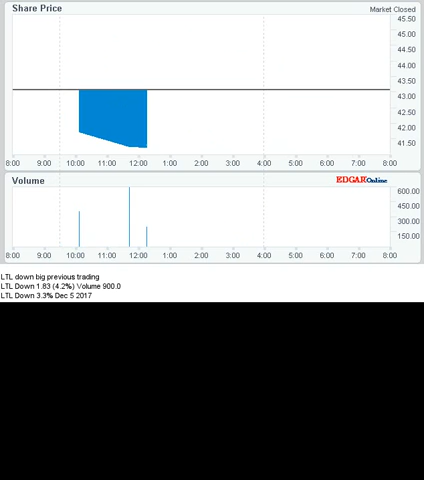 Share Price
Market Closed
45.50
45.00
44.50
44.00
43.50
43.00
42.50
42.00
41.50
8:00 9:00 10:00 11:00 12:00 1:00 2:00 3:00 4:00 5:00 6:00 7:00 8:00
Volume
EDGAR Online
600.00
450.00
300.00
150.00
8:00 9:00 10:00 11:00 12:00 1:00 2:00 3:00 4:00 5:00 6:00 7:00 8:00
LTL down big previous trading
LTL Down 1.83 (4.2%) Volume 900.0
LTL Down 3.3% Dec 5 2017